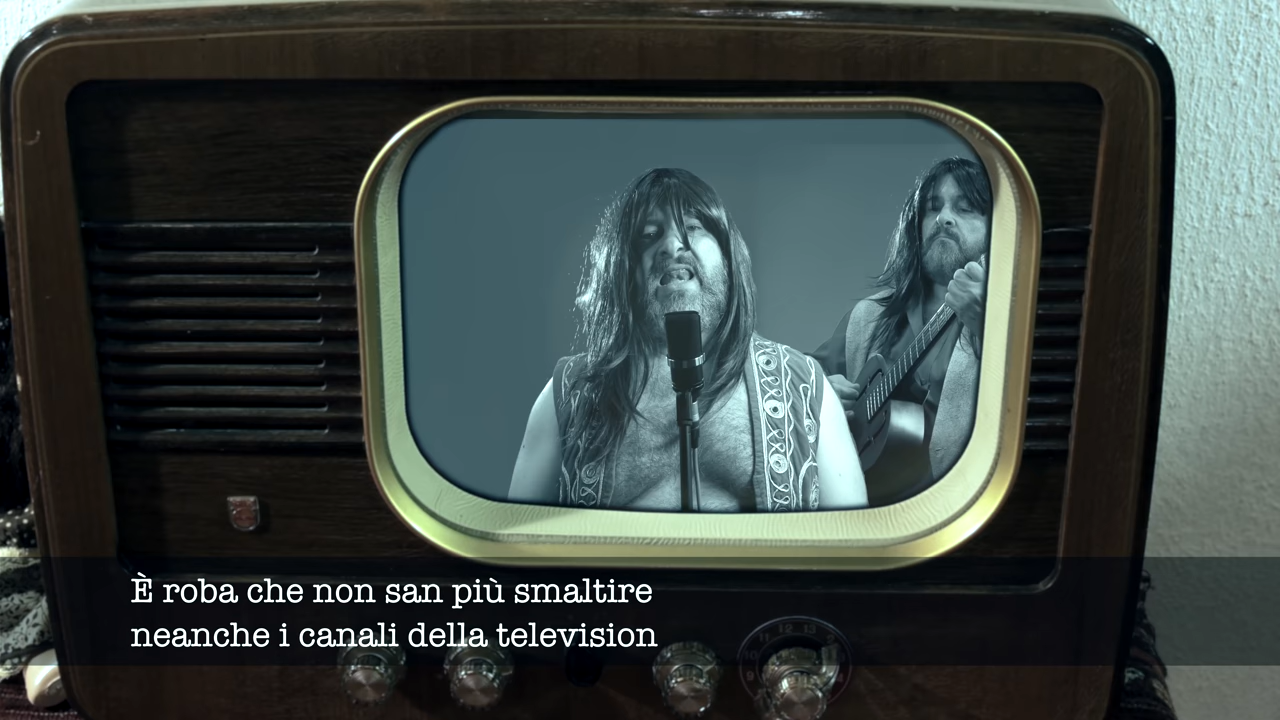 È roba che non san più smaltire
neanche i canali della television